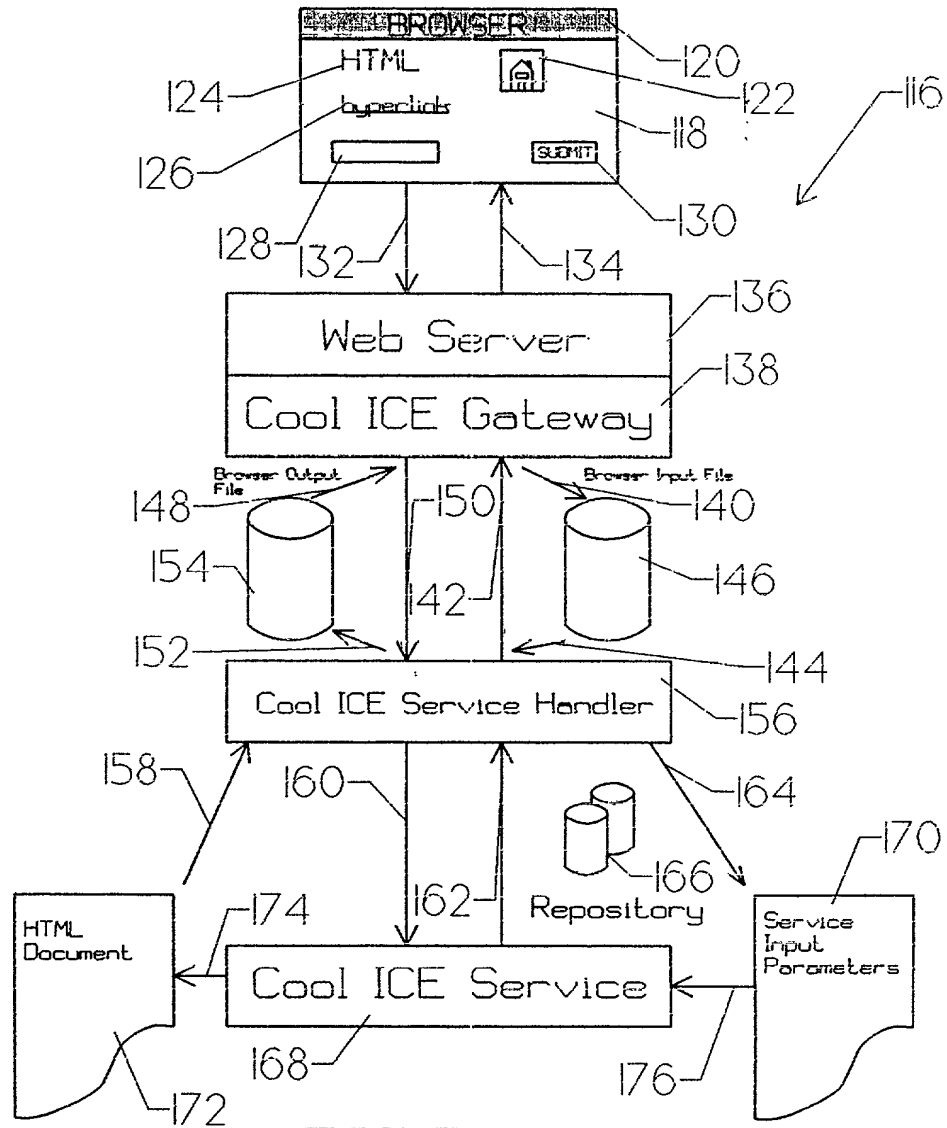 BROWSER
120
HTML
124
122
116
hyperlink
118
126
SUBMIT
130
128
132
134
136
Web Server
138
Cool ICE Gateway
Browser Output
File
Browser Input File
148
150
140
154
142
146
152
144
Cool ICE Service Handler
156
158
160
164
170
166
162
Repository
174
HTML
Document
Service
Input
Parameters
Cool ICE Service
168
176
172